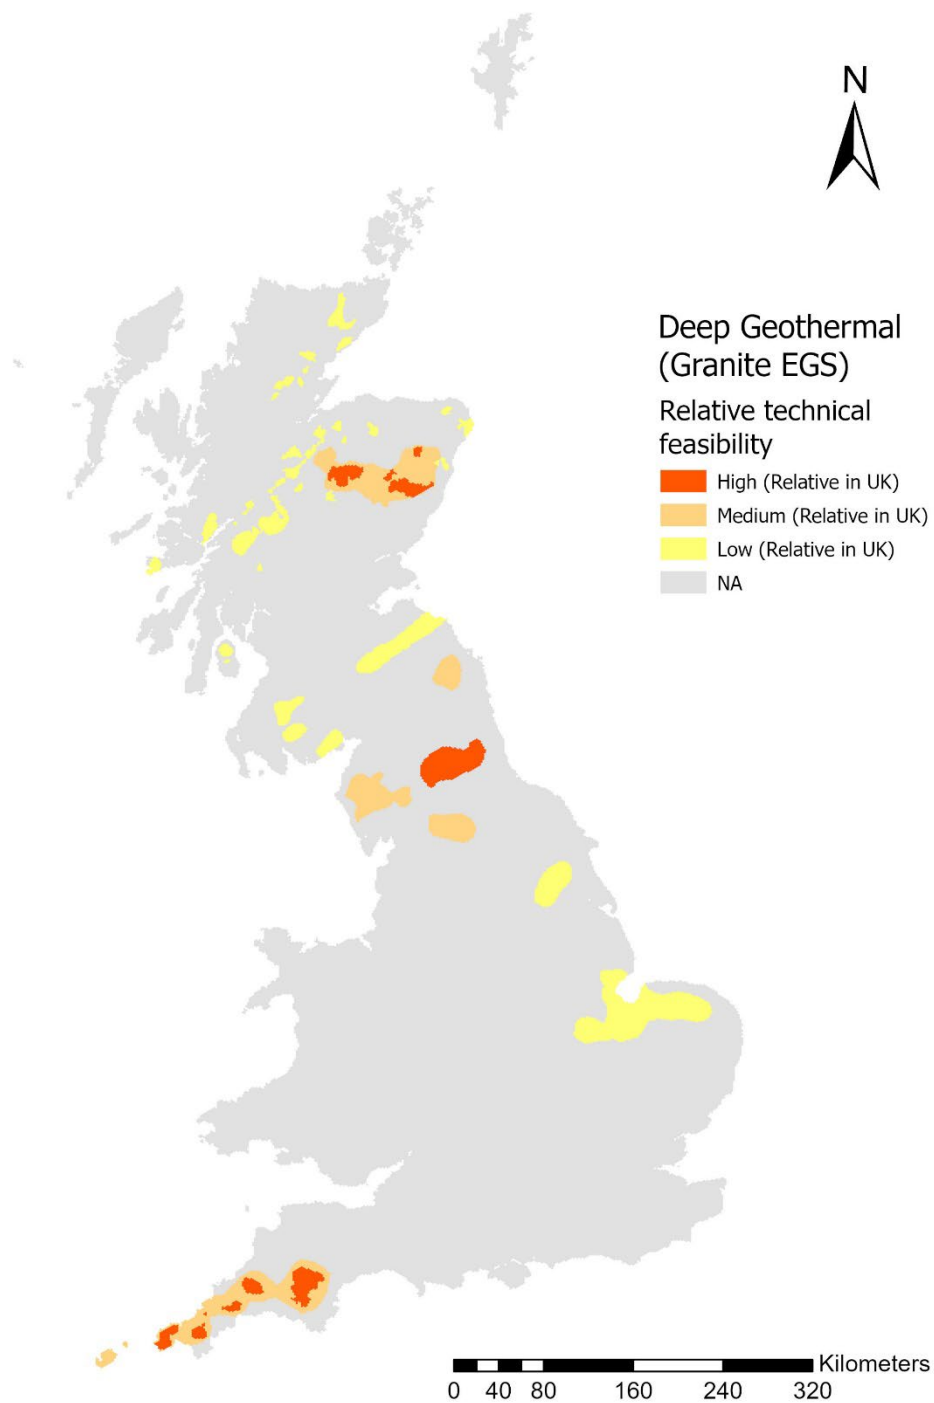 N
Deep Geothermal
(Granite EGS)
Relative technical
feasibility
High (Relative in UK)
Medium (Relative in UK)
Low (Relative in UK)
NA
Kilometers
0 40 80 160 240 320